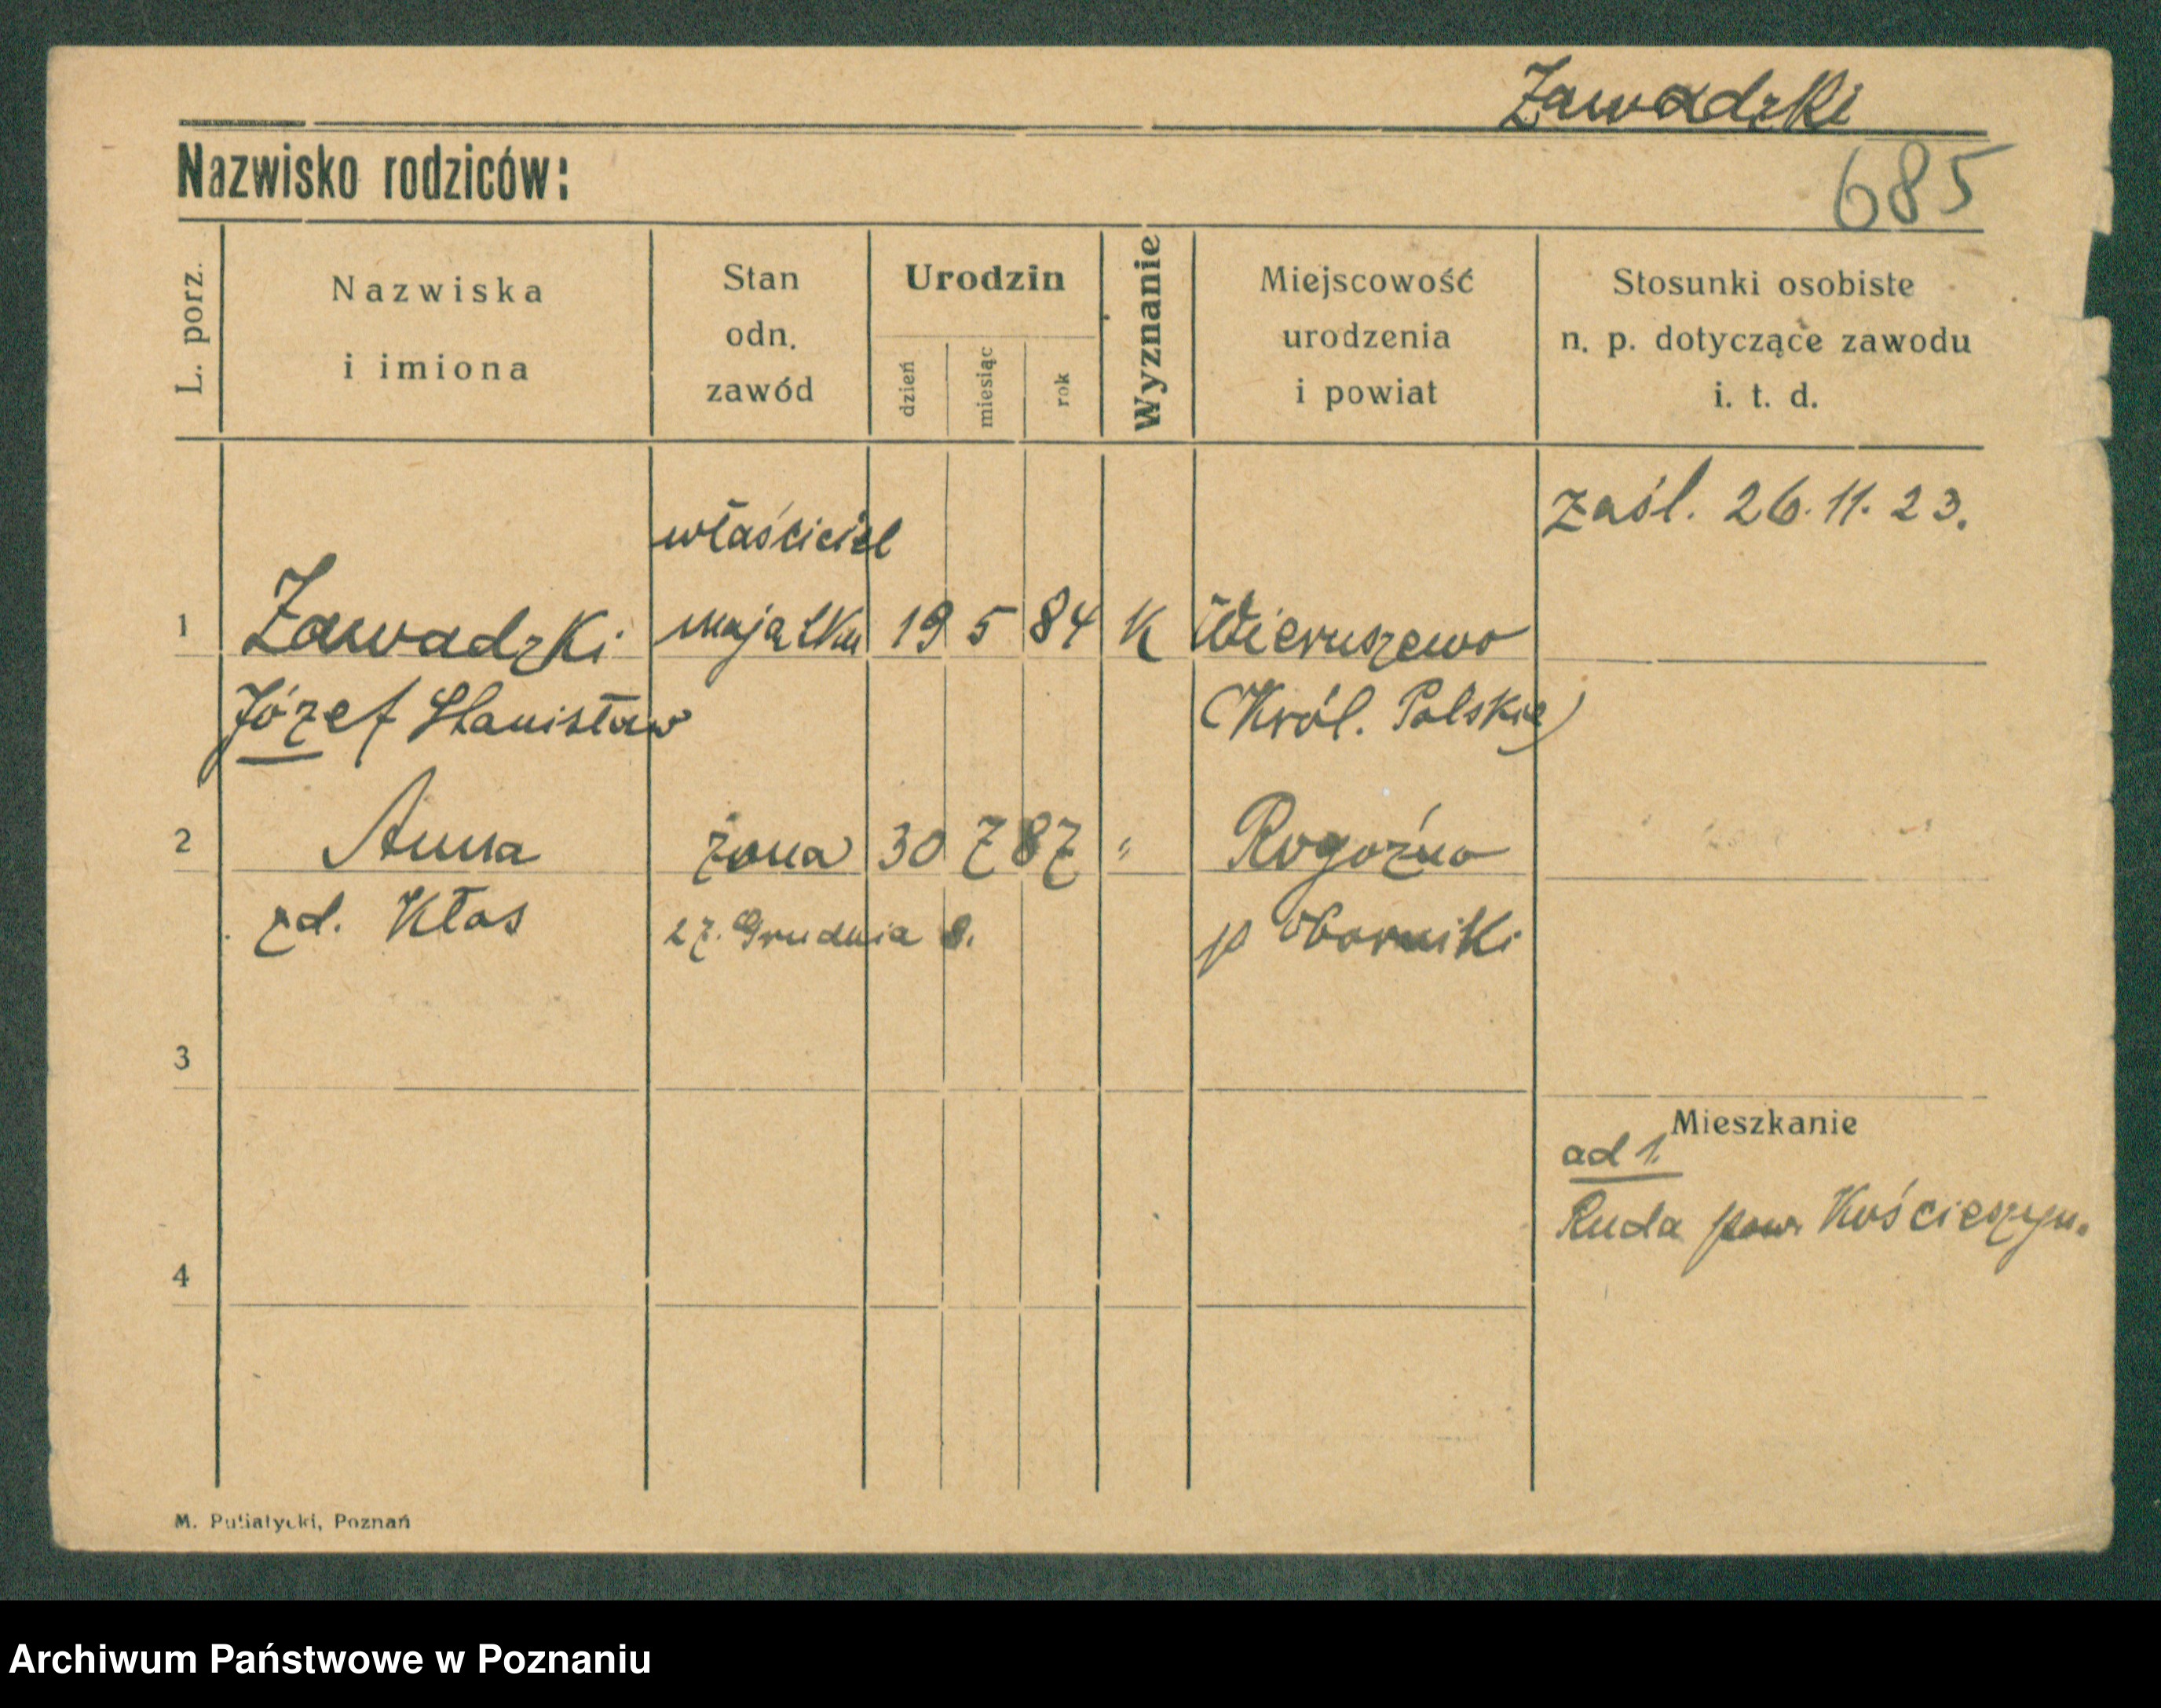 Zawadzki
Nazwisko rodziców:
685
L. porz.
Nazwiska
i imiona
Stan
odn.
zawód
Urodzin
dzień
miesiąc
rok
Wyznanie
Miejscowość
urodzenia
i powiat
Stosunki osobiste
n. p. dotyczące zawodu
i. t. d.
zaśl. 26.11.23.
właściciel
1 Zawadzki majątku 19 5 84 K Wieruszewo
Józef Stanisław (Król. Polskie)
2 Anna żona 30 7 87 " Rogoźno
zd. Kłos 27. Grudnia 8. p Oborniki
3
Mieszkanie
ad 1.
Ruda pow. Kościerzyn.
4
M. Putiatycki, Poznań
Archiwum Państwowe w Poznaniu